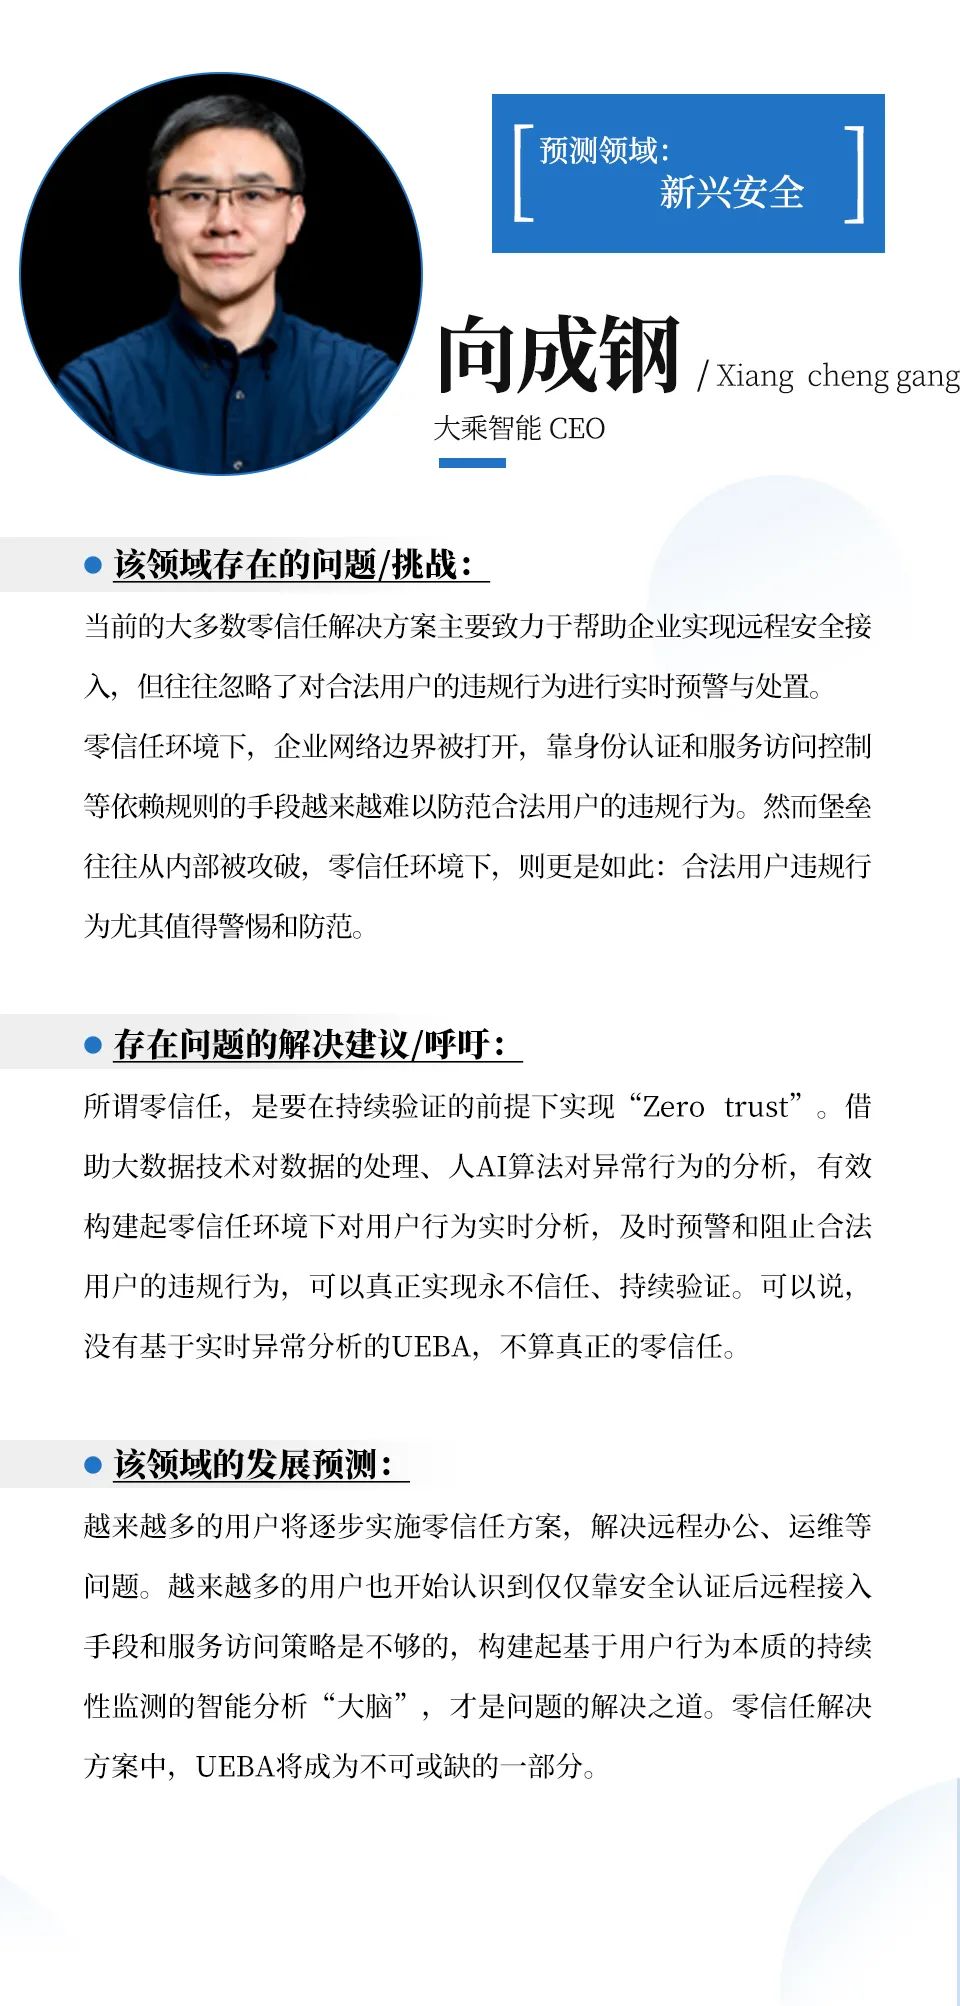 预测领域：
新兴安全
向成钢 / Xiang cheng gang
大乘智能 CEO
该领域存在的问题/挑战：
当前的大多数零信任解决方案主要致力于帮助企业实现远程安全接
入，但往往忽略了对合法用户的违规行为进行实时预警与处置。
零信任环境下，企业网络边界被打开，靠身份认证和服务访问控制
等依赖规则的手段越来越难以防范合法用户的违规行为。然而堡垒
往往从内部被攻破，零信任环境下，则更是如此：合法用户违规行
为尤其值得警惕和防范。
存在问题的解决建议/呼吁：
所谓零信任，是要在持续验证的前提下实现“Zero trust”。借
助大数据技术对数据的处理、人AI算法对异常行为的分析，有效
构建起零信任环境下对用户行为实时分析，及时预警和阻止合法
用户的违规行为，可以真正实现永不信任、持续验证。可以说，
没有基于实时异常分析的UEBA，不算真正的零信任。
该领域的发展预测：
越来越多的用户将逐步实施零信任方案，解决远程办公、运维等
问题。越来越多的用户也开始认识到仅仅靠安全认证后远程接入
手段和服务访问策略是不够的，构建起基于用户行为本质的持续
性监测的智能分析“大脑”，才是问题的解决之道。零信任解决
方案中，UEBA将成为不可或缺的一部分。